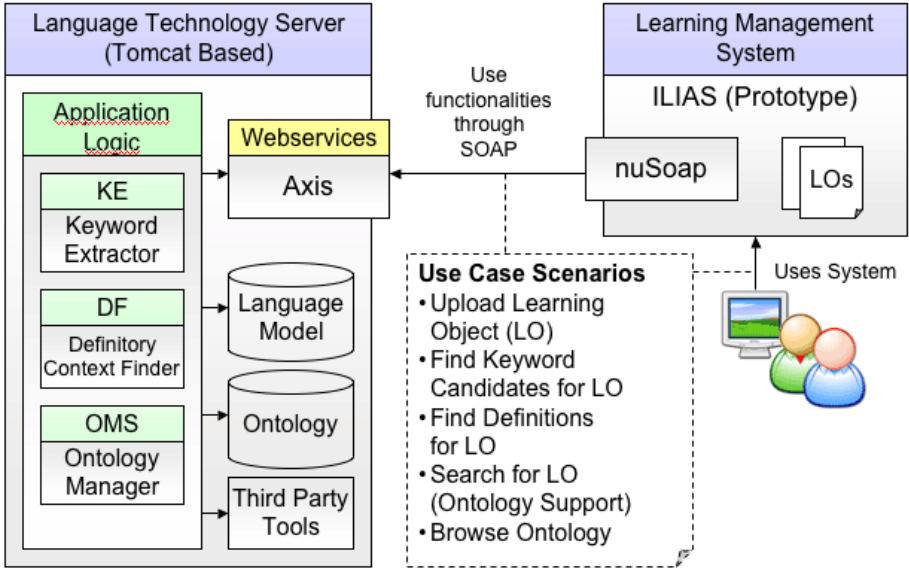 Language Technology Server
(Tomcat Based)
Application
Logic
KE
Keyword
Extractor
DF
Definitory
Context Finder
OMS
Ontology
Manager
Webservices
Axis
Language
Model
Ontology
Third Party
Tools
Use
functionalities
through
SOAP
Learning Management
System
ILIAS (Prototype)
nuSoap
LOs
Uses System
Use Case Scenarios
•Upload Learning
Object (LO)
•Find Keyword
Candidates for LO
•Find Definitions
for LO
•Search for LO
(Ontology Support)
•Browse Ontology